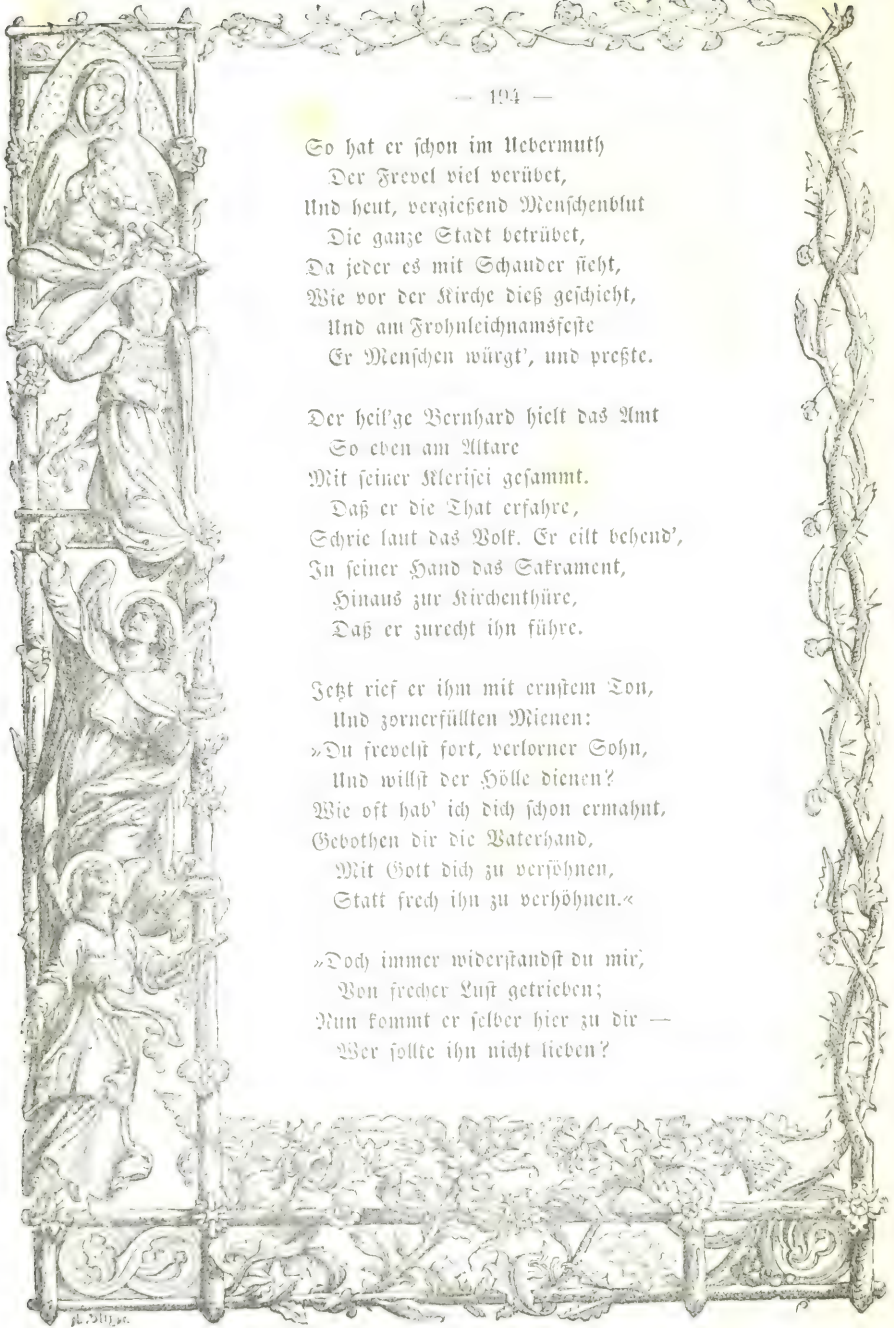 — 194 —
So hat er schon im Uebermuth
Der Frevel viel verübet,
Und heut, vergießend Menschenblut
Die ganze Stadt betrübet,
Da jeder es mit Schauder sieht,
Wie vor der Kirche dieß geschieht,
Und am Frohnleichnamsfeste
Er Menschen würgt', und preßte.
Der heil'ge Bernhard hielt das Amt
So eben am Altare
Mit seiner Klerisei gesammt.
Daß er die That erfahre,
Schrie laut das Volk. Er eilt behend',
In seiner Hand das Sakrament,
Hinaus zur Kirchenthüre,
Daß er zurecht ihn führe.
Jetzt rief er ihm mit ernstem Ton,
Und zornerfüllten Mienen:
»Du frevelst fort, verlorner Sohn,
Und willst der Hölle dienen?
Wie oft hab' ich dich schon ermahnt,
Gebothen dir die Vaterhand,
Mit Gott dich zu versöhnen,
Statt frech ihn zu verhöhnen.«
»Doch immer widerstandst du mir,
Von frecher Lust getrieben;
Nun kommt er selber hier zu dir —
Wer sollte ihn nicht lieben?